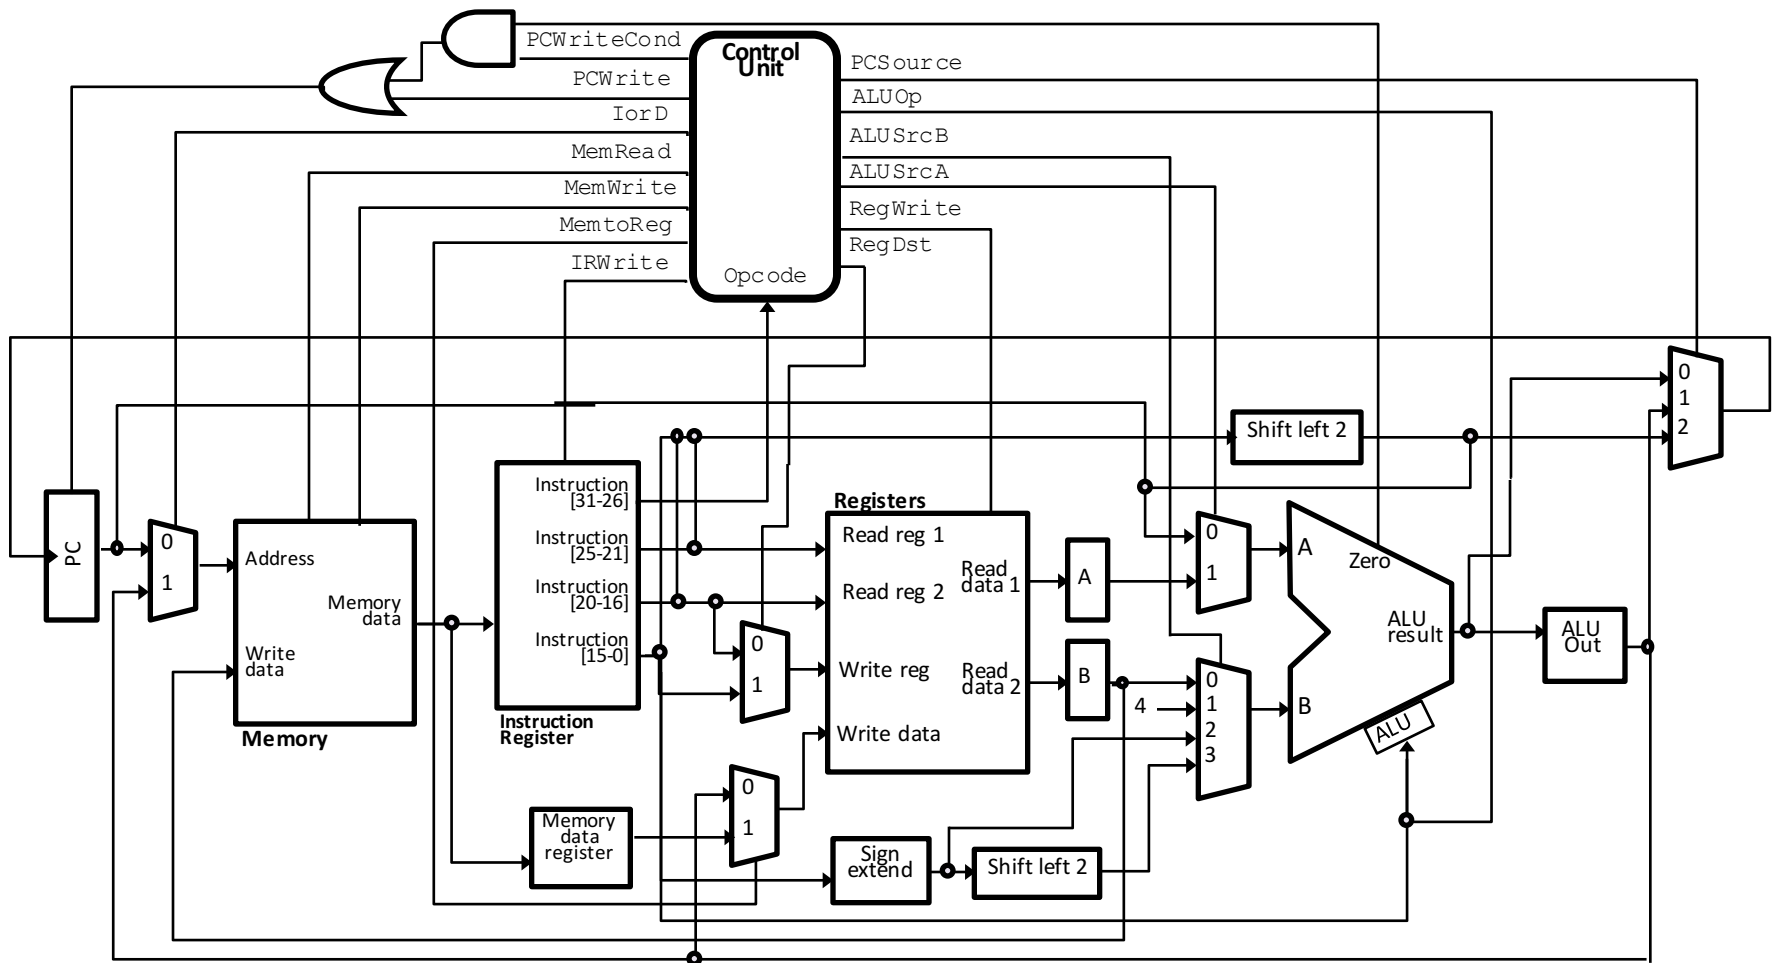 PCWriteCond
PCWrite
IorD
MemRead
MemWrite
MemtoReg
IRWrite
Control
Unit
Opcode
PCSource
ALUOp
ALUSrcB
ALUSrcA
RegWrite
RegDst
PC
0
1
Address
Memory
data
Write
data
Memory
Instruction
[31-26]
Instruction
[25-21]
Instruction
[20-16]
Instruction
[15-0]
Instruction
Register
Memory
data
register
0
1
0
1
Registers
Read reg 1
Read reg 2
Write reg
Write data
Read
data 1
Read
data 2
Sign
extend
Shift left 2
A
B
4
0
1
0
1
2
3
Shift left 2
A
B
Zero
ALU
result
ALU
ALU
Out
0
1
2